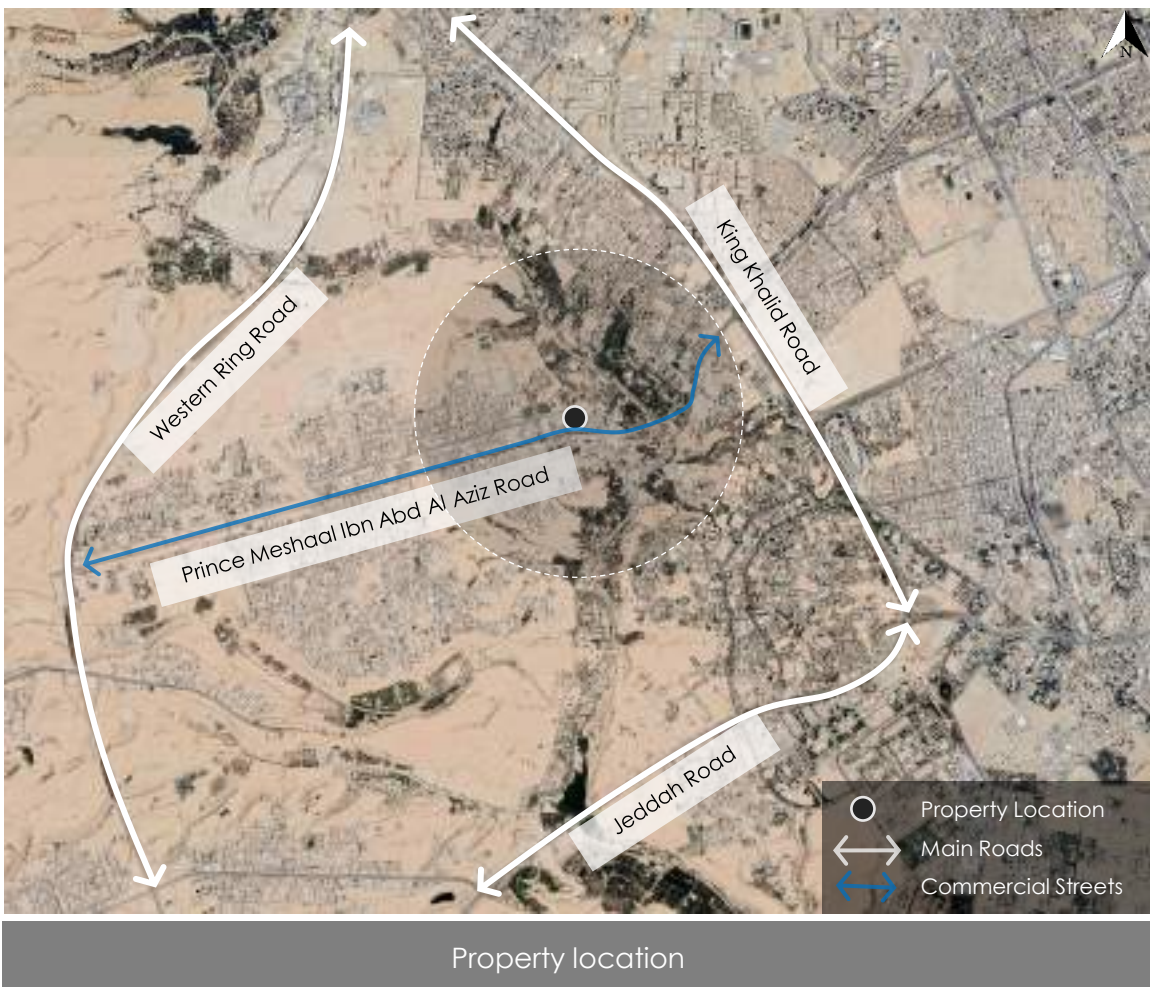 N
King Khalid Road
Western Ring Road
Prince Meshaal Ibn Abd Al Aziz Road
Jeddah Road
Property Location
Main Roads
Commercial Streets
Property location